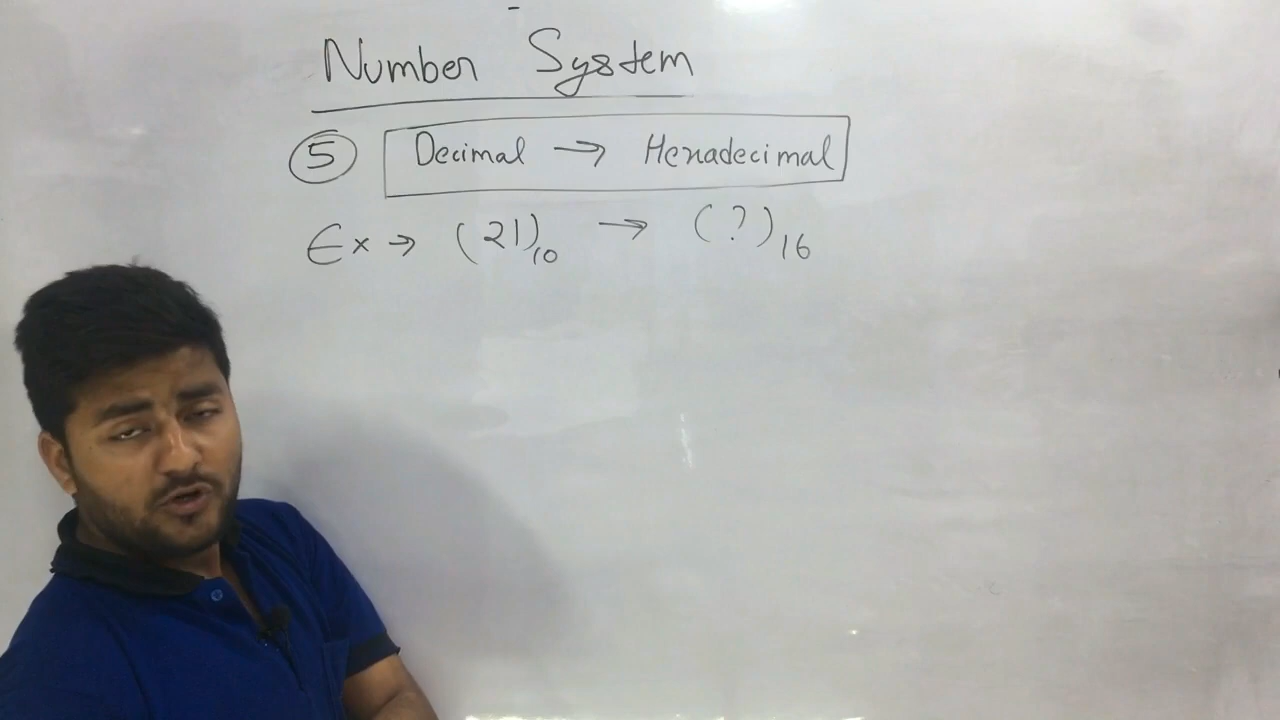 Number System
5 Decimal → Hexadecimal
Ex → (21)10 → (?)16